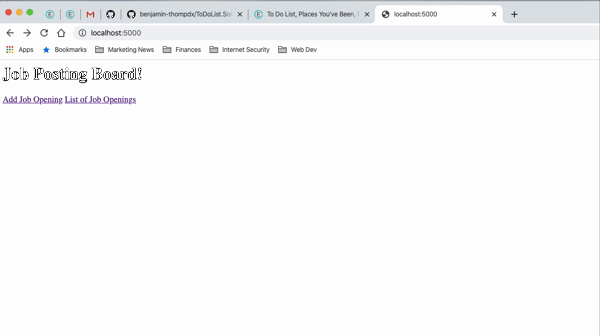 benjamin-thompdx/ToDoList.Sol
To Do List, Places You've Been,
localhost:5000
localhost:5000
Apps Bookmarks Marketing News Finances Internet Security Web Dev
Job Posting Board!
Add Job Opening List of Job Openings